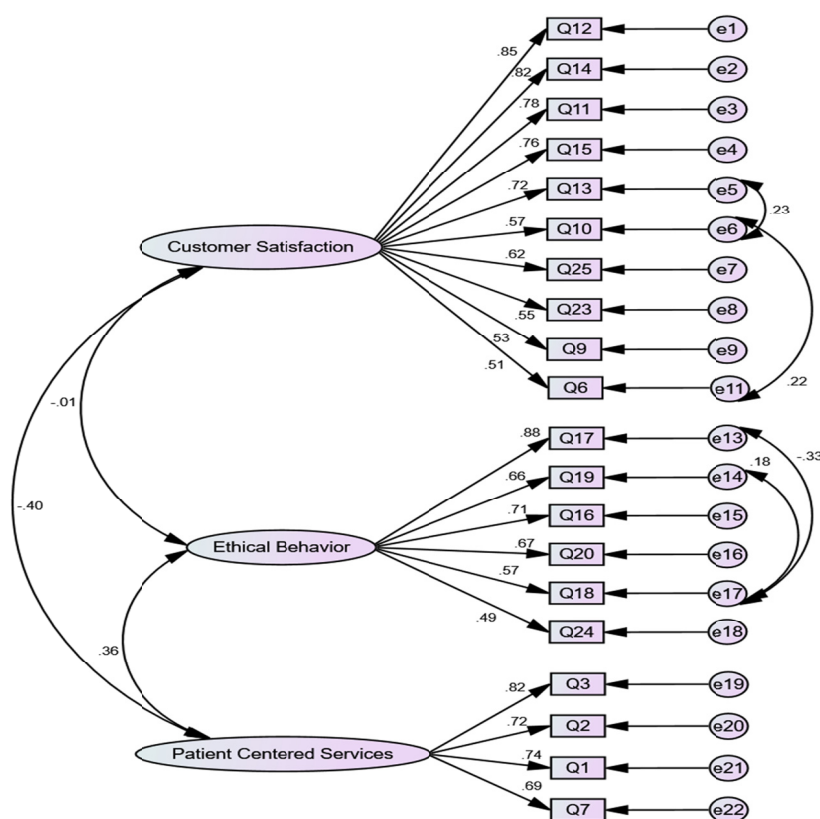 Q12
e1
.85
Q14
e2
.82
Q11
e3
.78
Q15
e4
.76
Q13
e5
.72
.23
Q10
e6
.57
Customer Satisfaction
.62
Q25
e7
Q23
e8
.55
.53
Q9
e9
.51
Q6
e11
.22
-.01
.88
Q17
e13
-.33
.18
.66
Q19
e14
-.40
.71
Q16
e15
Ethical Behavior
.67
Q20
e16
.57
Q18
e17
.49
Q24
e18
.36
.82
Q3
e19
.72
Q2
e20
Patient Centered Services
.74
Q1
e21
.69
Q7
e22